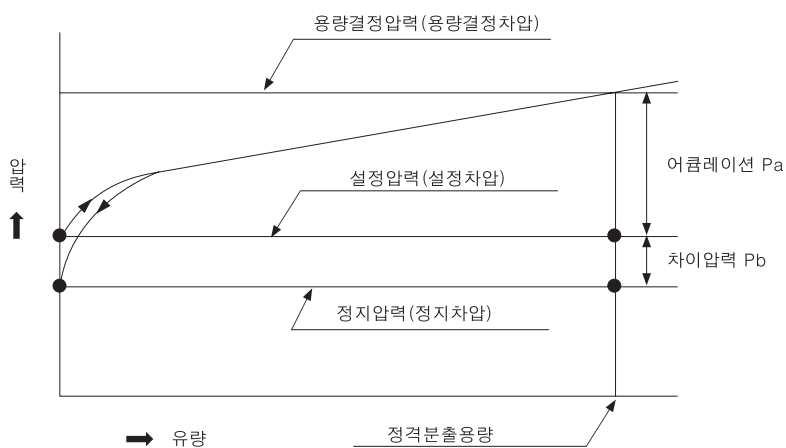 용량결정압력(용량결정차압)
압력
어큠레이션 Pa
설정압력(설정차압)
차이압력 Pb
정지압력(정지차압)
유량
정격분출용량